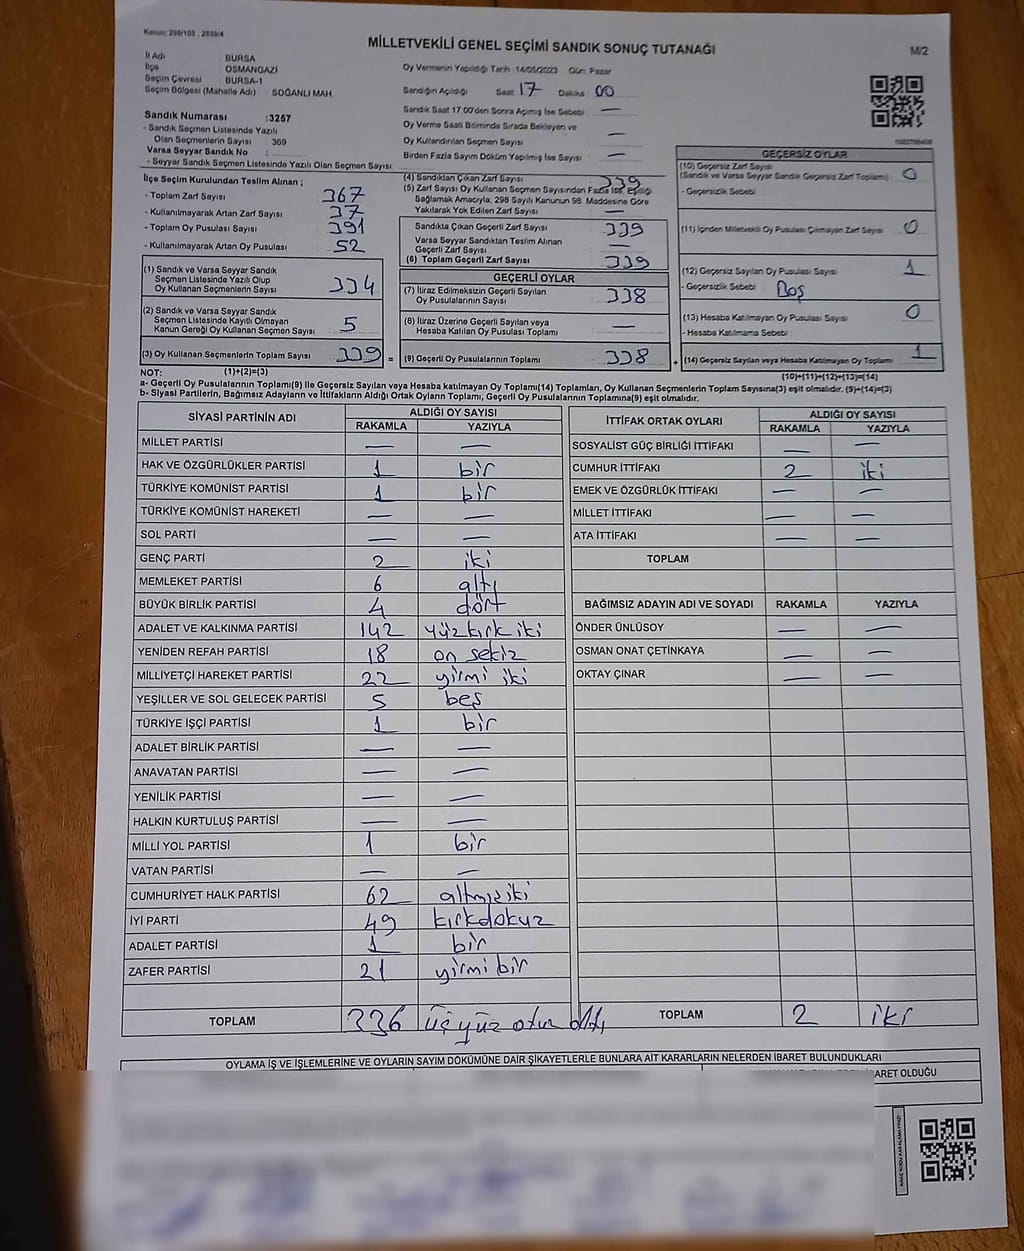 Kanun: 298/105, 2839/4
MİLLETVEKİLİ GENEL SEÇİMİ SANDIK SONUÇ TUTANAĞI
M/2
İl Adı : BURSA
İlçe : OSMANGAZİ
Seçim Çevresi : BURSA-1
Seçim Bölgesi (Mahalle Adı) : SOĞANLI MAH.
Sandık Numarası :3257
- Sandık Seçmen Listesinde Yazılı
Olan Seçmenlerin Sayısı : 369
Varsa Seyyar Sandık No :
- Seyyar Sandık Seçmen Listesinde Yazılı Olan Seçmen Sayısı
Oy Vermenin Yapıldığı Tarih :14/05/2023 Gün: Pazar
Sandığın Açıldığı Saat 17 Dakika 00
Sandık Saat 17:00'den Sonra Açılmış İse Sebebi : —
Oy Verme Saati Bitiminde Sırada Bekleyen ve
Oy Kullandırılan Seçmen Sayısı : —
Birden Fazla Sayım Döküm Yapılmış İse Sayısı : —
İlçe Seçim Kurulundan Teslim Alınan ;
- Toplam Zarf Sayısı : 367
- Kullanılmayarak Artan Zarf Sayısı : 37
- Toplam Oy Pusulası Sayısı : 391
- Kullanılmayarak Artan Oy Pusulası : 52
(1) Sandık ve Varsa Seyyar Sandık
Seçmen Listesinde Yazılı Olup
Oy Kullanan Seçmenlerin Sayısı : 334
(2) Sandık ve Varsa Seyyar Sandık
Seçmen Listesinde Kayıtlı Olmayan
Kanun Gereği Oy Kullanan Seçmen Sayısı : 5
(3) Oy Kullanan Seçmenlerin Toplam Sayısı : 339 =
(4) Sandıktan Çıkan Zarf Sayısı : 339
(5) Zarf Sayısı Oy Kullanan Seçmen Sayısından Fazla İse, Eşitliği
Sağlamak Amacıyla, 298 Sayılı Kanunun 98. Maddesine Göre
Yakılarak Yok Edilen Zarf Sayısı : —
Sandıkta Çıkan Geçerli Zarf Sayısı : 339
Varsa Seyyar Sandıktan Teslim Alınan
Geçerli Zarf Sayısı : —
(6) Toplam Geçerli Zarf Sayısı : 339
GEÇERLİ OYLAR
(7) İtiraz Edilmeksizin Geçerli Sayılan
Oy Pusulalarının Sayısı : 338
(8) İtiraz Üzerine Geçerli Sayılan veya
Hesaba Katılan Oy Pusulası Toplamı : —
(9) Geçerli Oy Pusulalarının Toplamı : 338 +
GEÇERSİZ OYLAR
(10) Geçersiz Zarf Sayısı
(Sandık ve Varsa Seyyar Sandık Geçersiz Zarf Toplamı) : 0
- Geçersizlik Sebebi :
(11) İçinden Milletvekili Oy Pusulası Çıkmayan Zarf Sayısı : 0
(12) Geçersiz Sayılan Oy Pusulası Sayısı : 1
- Geçersizlik Sebebi : Boş
(13) Hesaba Katılmayan Oy Pusulası Sayısı : 0
- Hesaba Katılmama Sebebi :
(14) Geçersiz Sayılan veya Hesaba Katılmayan Oy Toplamı : 1
NOT: (1)+(2)=(3)
(10)+(11)+(12)+(13)=(14)
a- Geçerli Oy Pusulalarının Toplamı(9) ile Geçersiz Sayılan veya Hesaba katılmayan Oy Toplamı(14) Toplamları, Oy Kullanan Seçmenlerin Toplam Sayısına(3) eşit olmalıdır. (9)+(14)=(3)
b- Siyasi Partilerin, Bağımsız Adayların ve İttifakların Aldığı Ortak Oyların Toplamı, Geçerli Oy Pusulalarının Toplamına(9) eşit olmalıdır.
SİYASİ PARTİNİN ADI ALDIĞI OY SAYISI
RAKAMLA YAZIYLA
MİLLET PARTİSİ — —
HAK VE ÖZGÜRLÜKLER PARTİSİ 1 bir
TÜRKİYE KOMÜNİST PARTİSİ 1 bir
TÜRKİYE KOMÜNİST HAREKETİ — —
SOL PARTİ — —
GENÇ PARTİ 2 iki
MEMLEKET PARTİSİ 6 altı
BÜYÜK BİRLİK PARTİSİ 4 dört
ADALET VE KALKINMA PARTİSİ 142 yüzkırk iki
YENİDEN REFAH PARTİSİ 18 on sekiz
MİLLİYETÇİ HAREKET PARTİSİ 22 yirmi iki
YEŞİLLER VE SOL GELECEK PARTİSİ 5 beş
TÜRKİYE İŞÇİ PARTİSİ 1 bir
ADALET BİRLİK PARTİSİ — —
ANAVATAN PARTİSİ — —
YENİLİK PARTİSİ — —
HALKIN KURTULUŞ PARTİSİ — —
MİLLİ YOL PARTİSİ 1 bir
VATAN PARTİSİ — —
CUMHURİYET HALK PARTİSİ 62 altmışiki
İYİ PARTİ 49 kırkdokuz
ADALET PARTİSİ 1 bir
ZAFER PARTİSİ 21 yirmi bir
TOPLAM 336 üçyüz otuz altı
İTTİFAK ORTAK OYLARI ALDIĞI OY SAYISI
RAKAMLA YAZIYLA
SOSYALİST GÜÇ BİRLİĞİ İTTİFAKI — —
CUMHUR İTTİFAKI 2 iki
EMEK VE ÖZGÜRLÜK İTTİFAKI — —
MİLLET İTTİFAKI — —
ATA İTTİFAKI — —
TOPLAM
BAĞIMSIZ ADAYIN ADI VE SOYADI RAKAMLA YAZIYLA
ÖNDER ÜNLÜSOY — —
OSMAN ONAT ÇETİNKAYA — —
OKTAY ÇINAR — —
TOPLAM 2 iki
OYLAMA İŞ VE İŞLEMLERİNE VE OYLARIN SAYIM DÖKÜMÜNE DAİR ŞİKAYETLERLE BUNLARA AİT KARARLARIN NELERDEN İBARET BULUNDUKLARI
İBARET OLDUĞU